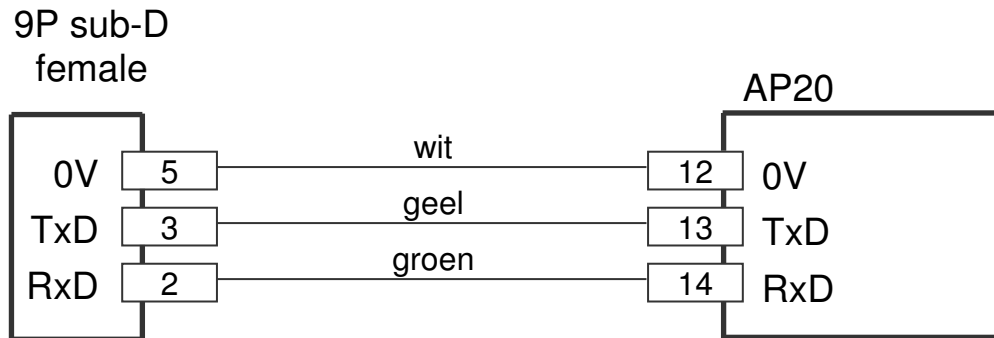 9P sub-D
female
AP20
0V 5 wit 12 0V
TxD 3 geel 13 TxD
RxD 2 groen 14 RxD